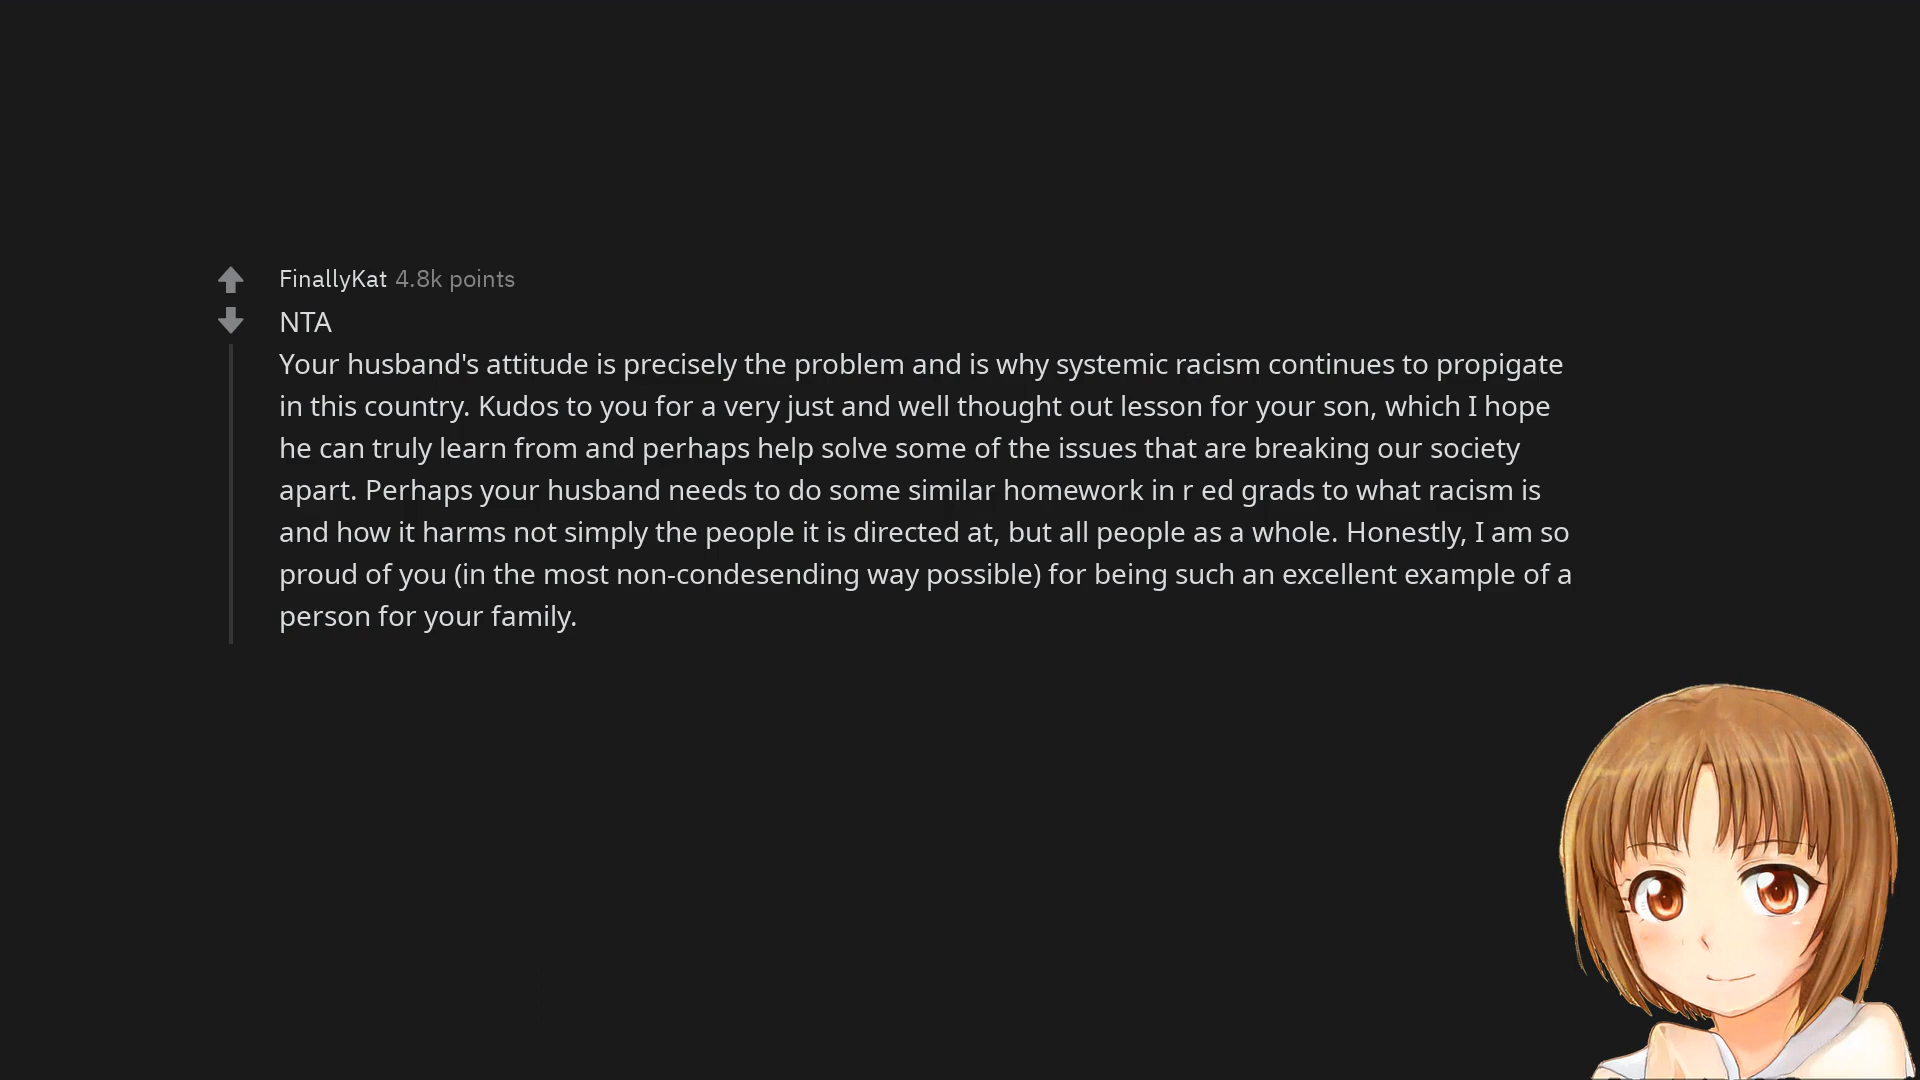 FinallyKat 4.8k points
NTA
Your husband's attitude is precisely the problem and is why systemic racism continues to propigate
in this country. Kudos to you for a very just and well thought out lesson for your son, which I hope
he can truly learn from and perhaps help solve some of the issues that are breaking our society
apart. Perhaps your husband needs to do some similar homework in r ed grads to what racism is
and how it harms not simply the people it is directed at, but all people as a whole. Honestly, I am so
proud of you (in the most non-condesending way possible) for being such an excellent example of a
person for your family.